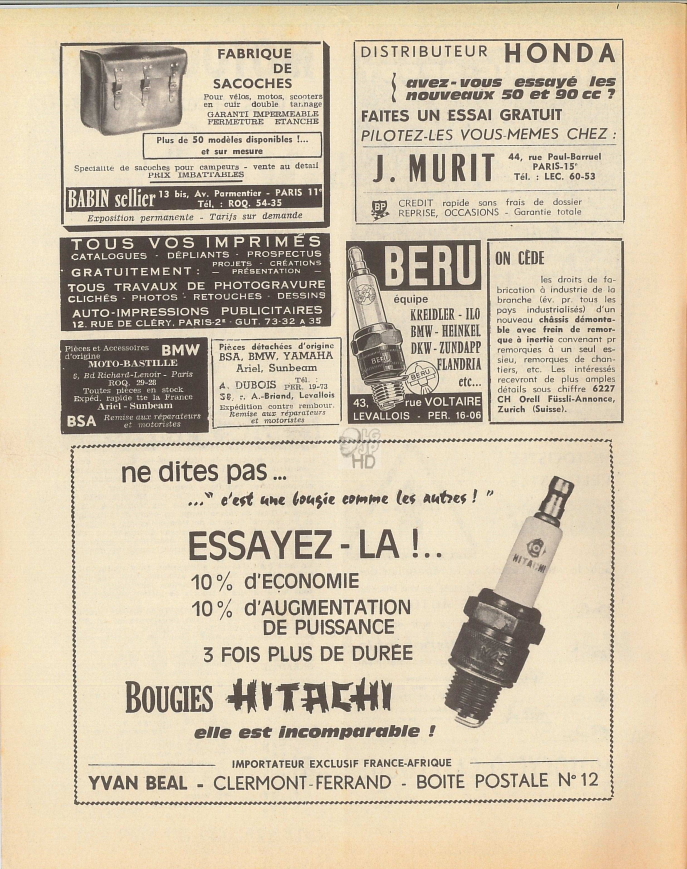 FABRIQUE
DE
SACOCHES
Pour vélos, motos, scooters
en cuir double tannage
GARANTI IMPERMEABLE
FERMETURE ETANCHE
Plus de 50 modèles disponibles !...
et sur mesure
Spécialité de sacoches pour campeurs - vente au détail
PRIX IMBATTABLES
BABIN sellier 13 bis, Av. Parmentier - PARIS 11e
Tél. : ROQ. 54-35
Exposition permanente - Tarifs sur demande
DISTRIBUTEUR HONDA
avez-vous essayé les
nouveaux 50 et 90 cc ?
FAITES UN ESSAI GRATUIT
PILOTEZ-LES VOUS-MEMES CHEZ :
J. MURIT 44, rue Paul-Barruel
PARIS-15e
Tél. : LEC. 60-53
BP CREDIT rapide sans frais de dossier
REPRISE, OCCASIONS - Garantie totale
TOUS VOS IMPRIMÉS
CATALOGUES - DÉPLIANTS - PROSPECTUS
PROJETS - CRÉATIONS
GRATUITEMENT : - PRÉSENTATION -
TOUS TRAVAUX DE PHOTOGRAVURE
CLICHÉS - PHOTOS - RETOUCHES - DESSINS
AUTO-IMPRESSIONS PUBLICITAIRES
12, RUE DE CLÉRY, PARIS-2e - GUT. 73-32 A 35
Pièces et Accessoires BMW
d'origine
MOTO-BASTILLE
6, Bd Richard-Lenoir - Paris
ROQ. 29-28
Toutes pièces en stock
Expéd. rapide tte la France
Ariel - Sunbeam
BSA Remise aux réparateurs
et motoristes
Pièces détachées d'origine
BSA, BMW, YAMAHA
Ariel, Sunbeam
A. DUBOIS Tél. :
PER. 19-73
36, r. A.-Briand, Levallois
Expédition contre rembour.
Remise aux réparateurs
et motoristes
BERU
équipe
KREIDLER - ILO
BMW - HEINKEL
DKW - ZUNDAPP
FLANDRIA
etc...
BERU
BERU
43, rue VOLTAIRE
LEVALLOIS - PER. 16-06
ON CÈDE
les droits de fa-
brication à industrie de la
branche (év. pr. tous les
pays industrialisés) d'un
nouveau châssis démonta-
ble avec frein de remor-
que à inertie convenant pr
remorques à un seul es-
sieu, remorques de chan-
tiers, etc. Les intéressés
recevront de plus amples
détails sous chiffre 6227
CH Orell Füssli-Annonce,
Zurich (Suisse).
HD
ne dites pas ...
..." c'est une bougie comme les autres ! "
ESSAYEZ - LA !..
10 % d'ECONOMIE
10 % d'AUGMENTATION
DE PUISSANCE
3 FOIS PLUS DE DURÉE
HITACHI
BOUGIES HITACHI
elle est incomparable !
IMPORTATEUR EXCLUSIF FRANCE-AFRIQUE
YVAN BEAL - CLERMONT-FERRAND - BOITE POSTALE N° 12